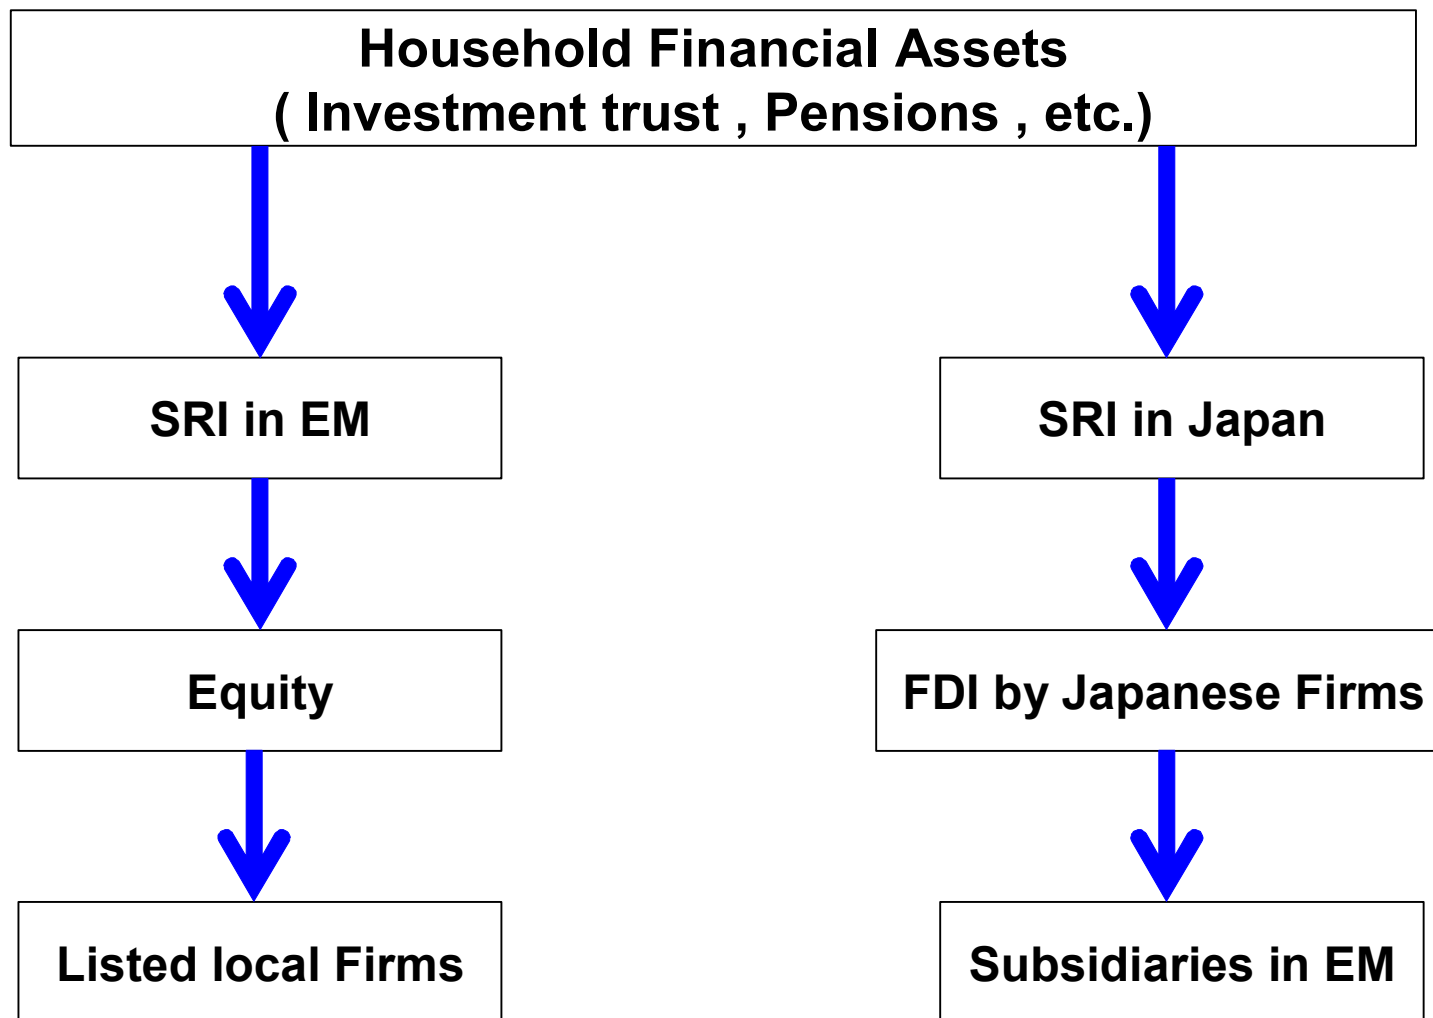 Household Financial Assets
( Investment trust , Pensions , etc.)
SRI in EM
SRI in Japan
Equity
FDI by Japanese Firms
Listed local Firms
Subsidiaries in EM